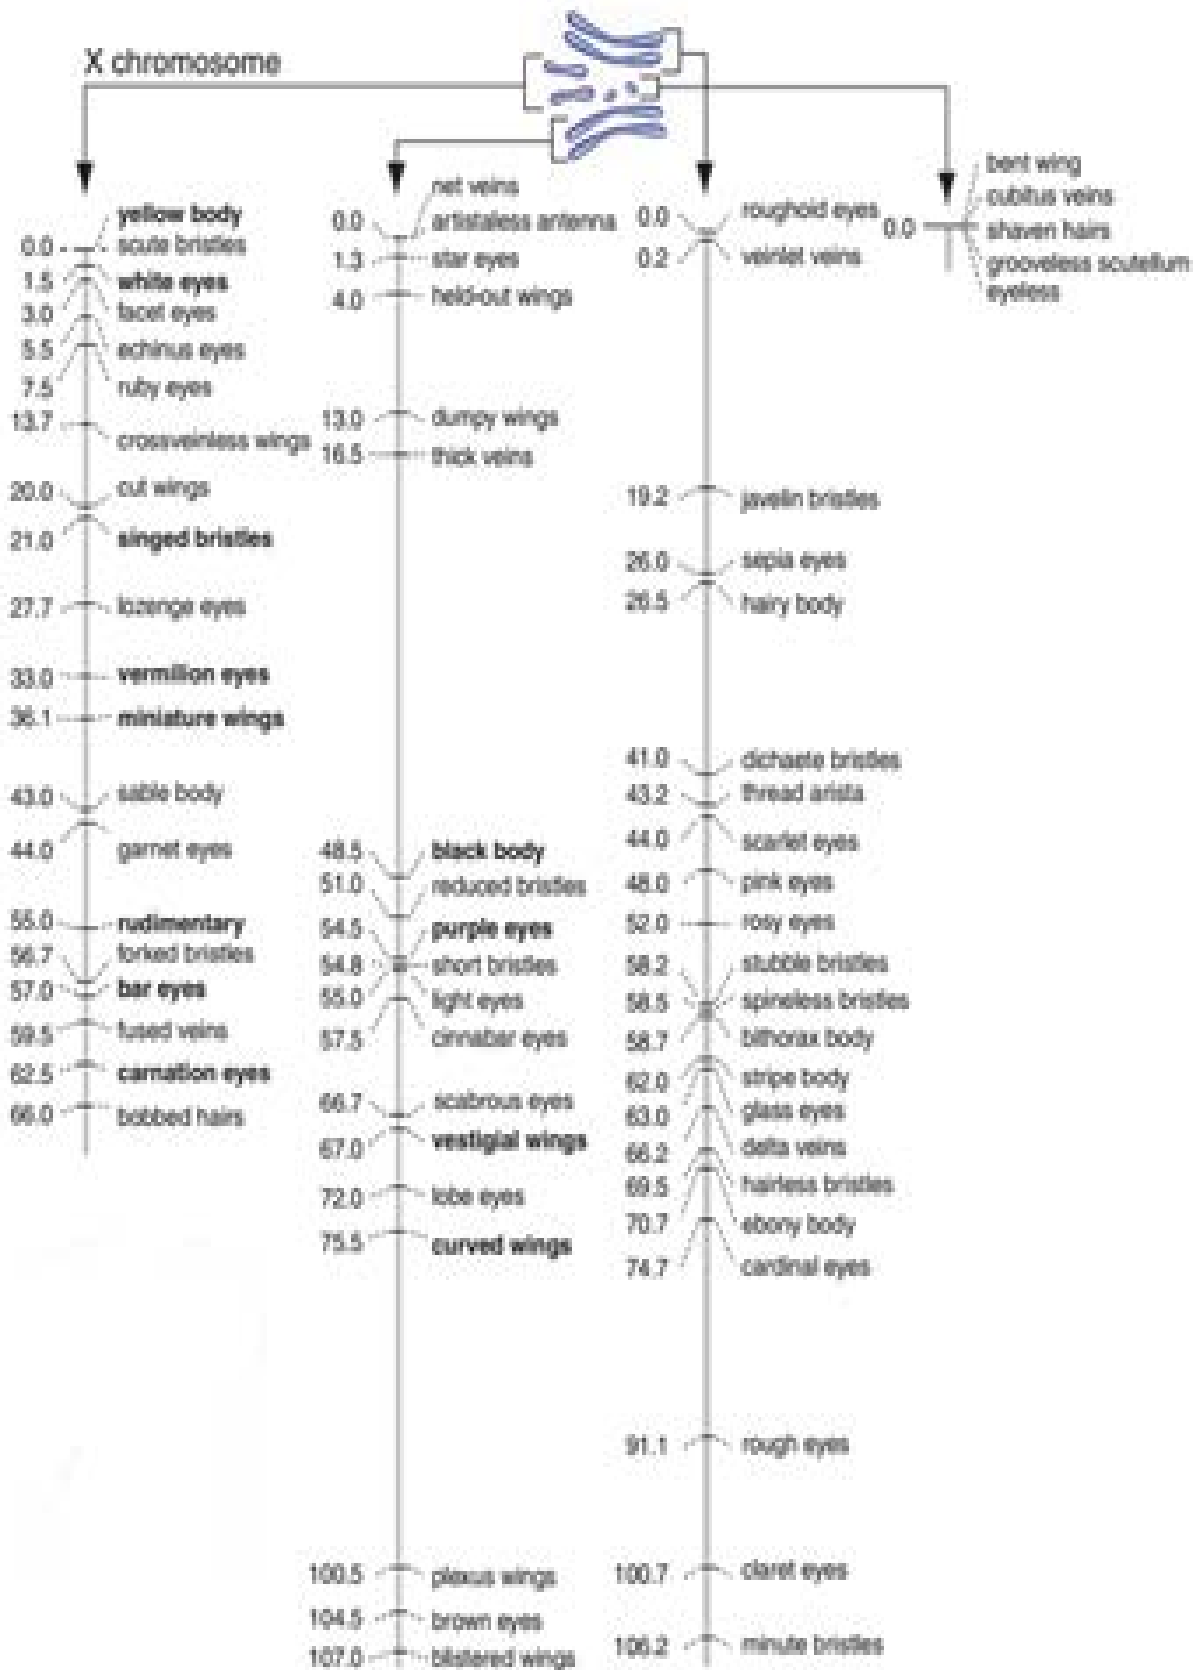 X chromosome
yellow body
0.0 scute bristles
1.5 white eyes
3.0 facet eyes
5.5 echinus eyes
7.5 ruby eyes
13.7 crossveinless wings
20.0 cut wings
21.0 singed bristles
27.7 lozenge eyes
33.0 vermilion eyes
36.1 miniature wings
43.0 sable body
44.0 garnet eyes
55.0 rudimentary
56.7 forked bristles
57.0 bar eyes
59.5 fused veins
62.5 carnation eyes
66.0 bobbed hairs
net veins
0.0 artistaless antenna
1.3 star eyes
4.0 held-out wings
13.0 dumpy wings
16.5 thick veins
48.5 black body
51.0 reduced bristles
54.5 purple eyes
54.8 short bristles
55.0 light eyes
57.5 cinnabar eyes
66.7 scabrous eyes
67.0 vestigial wings
72.0 lobe eyes
75.5 curved wings
100.5 plexus wings
104.5 brown eyes
107.0 blistered wings
0.0 roughoid eyes
0.2 veinlet veins
19.2 javelin bristles
26.0 sepia eyes
26.5 hairy body
41.0 dichaete bristles
43.2 thread arista
44.0 scarlet eyes
48.0 pink eyes
52.0 rosy eyes
58.2 stubble bristles
58.5 spineless bristles
58.7 bithorax body
62.0 stripe body
63.0 glass eyes
66.2 delta veins
69.5 hairless bristles
70.7 ebony body
74.7 cardinal eyes
91.1 rough eyes
100.7 claret eyes
106.2 minute bristles
bent wing
cubitus veins
0.0 shaven hairs
grooveless scutellum
eyeless